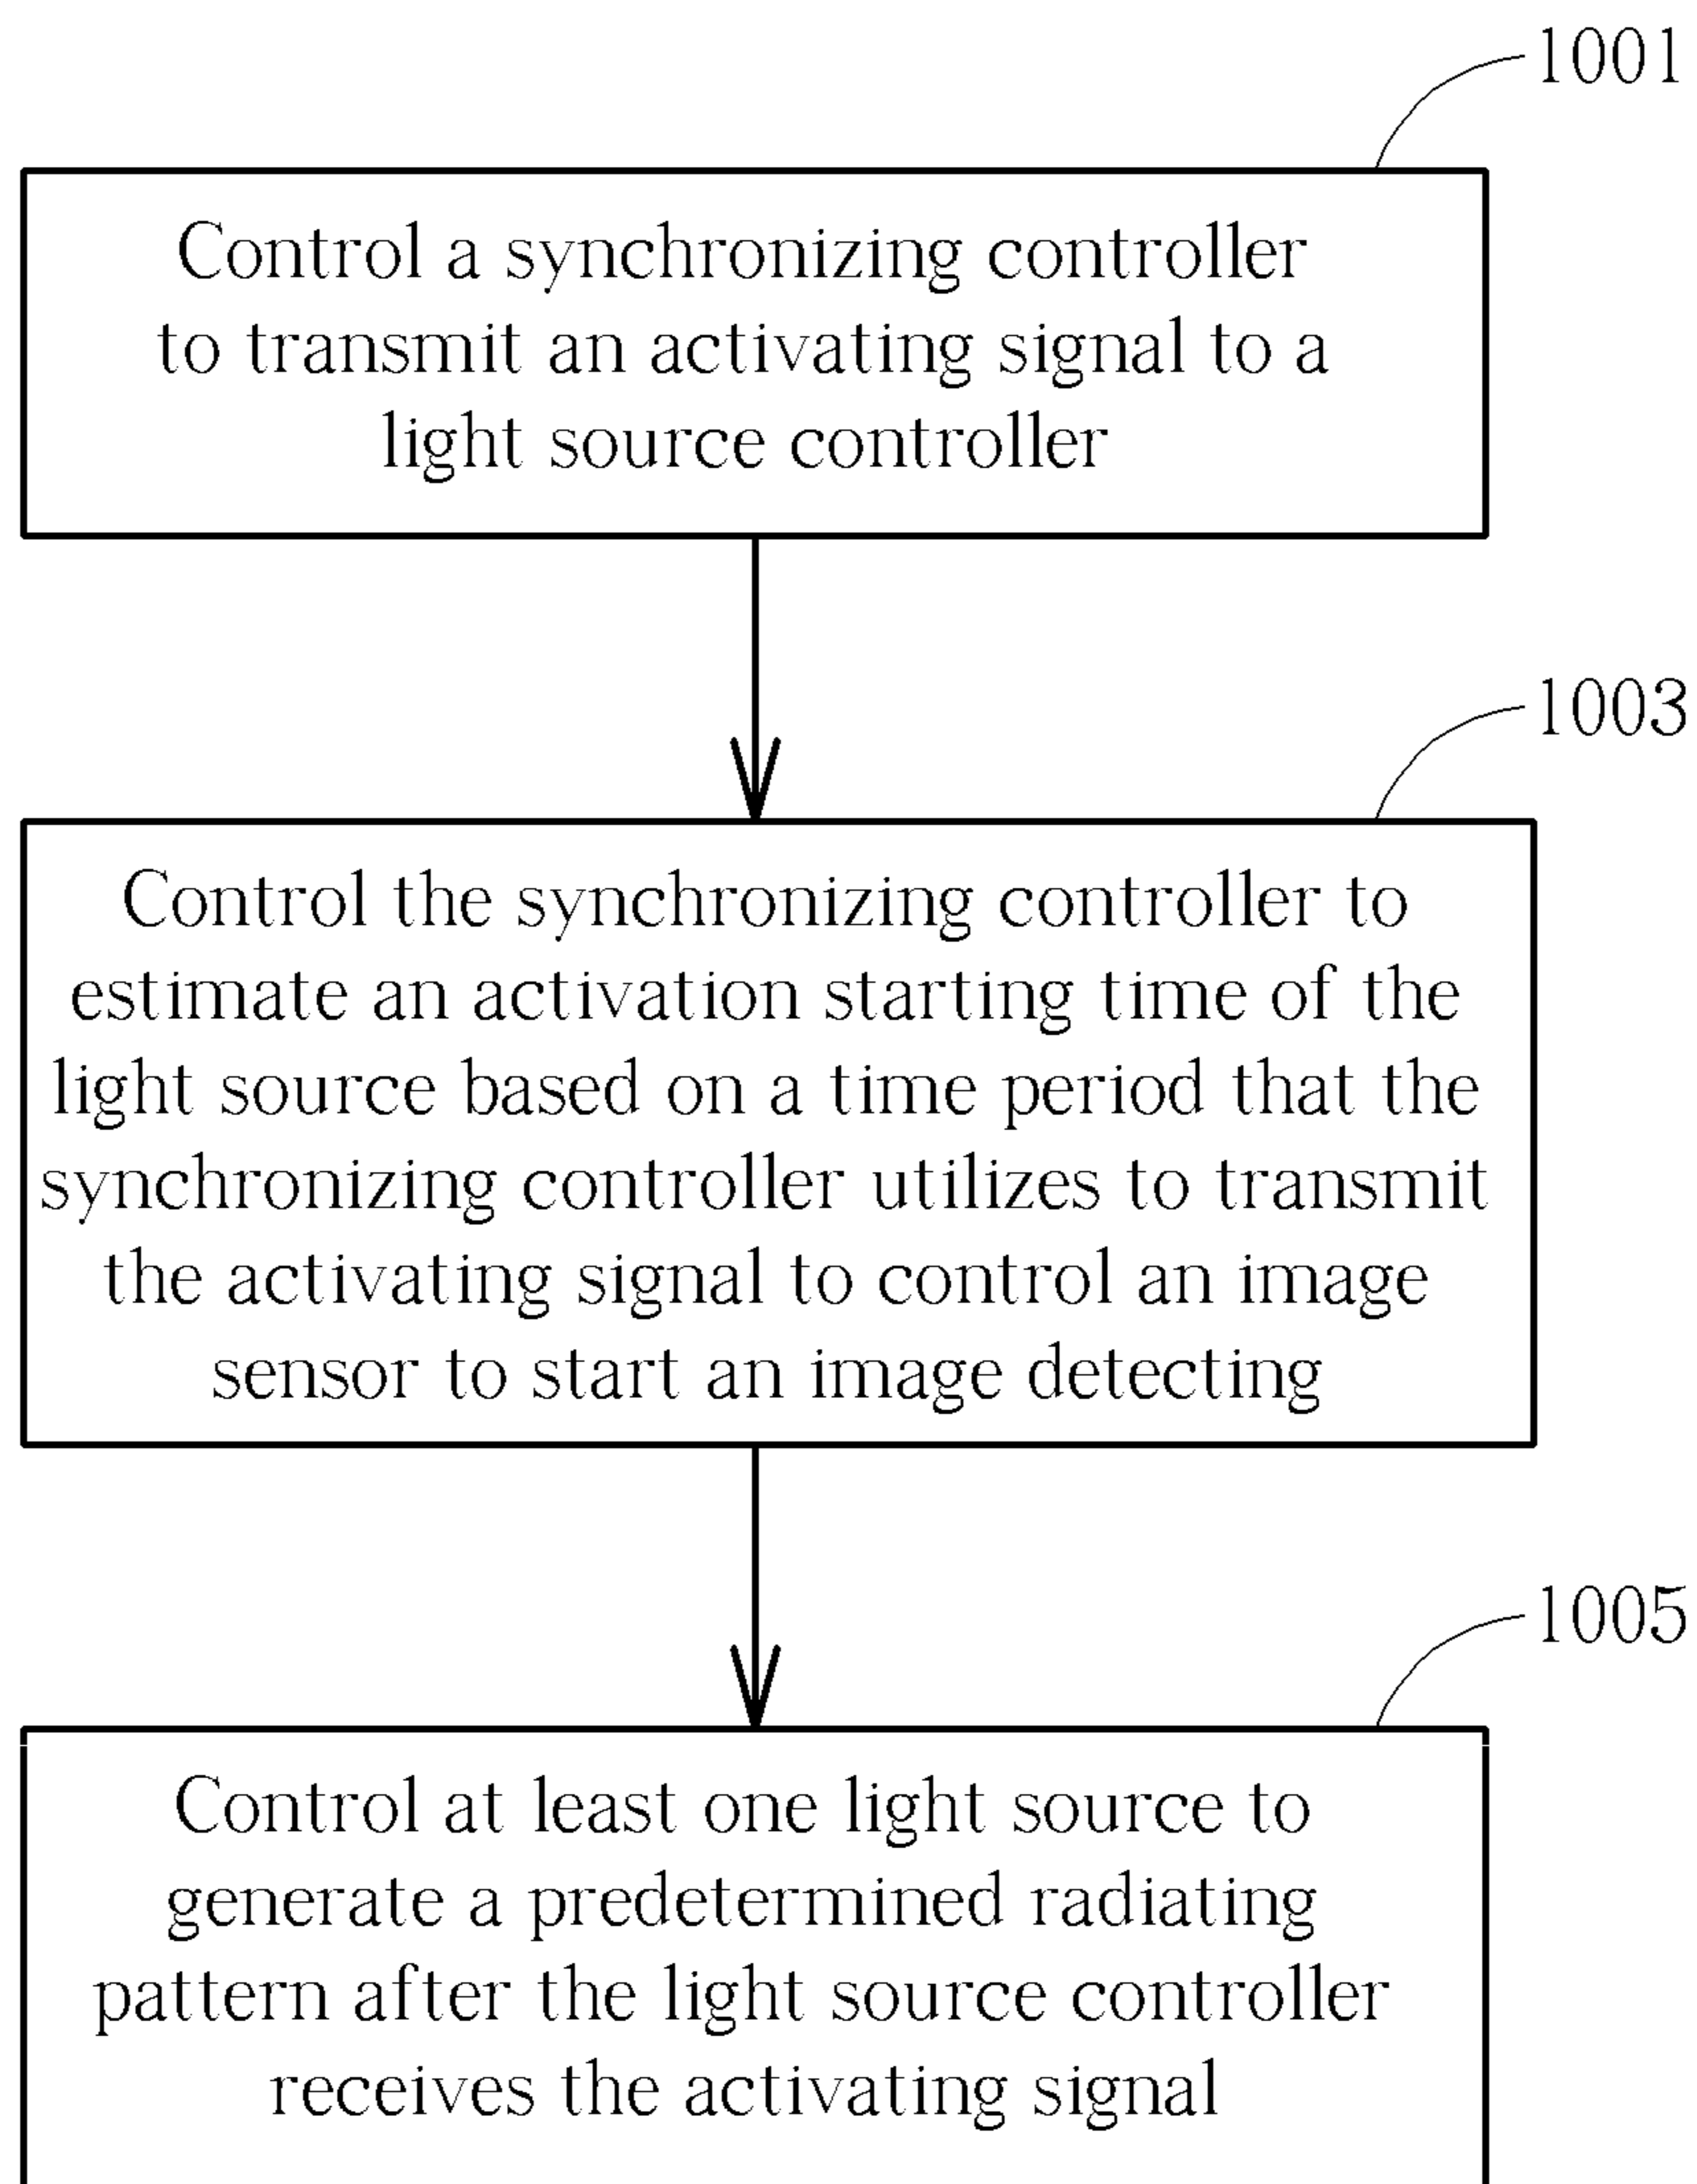 1001
Control a synchronizing controller
to transmit an activating signal to a
light source controller
1003
Control the synchronizing controller to
estimate an activation starting time of the
light source based on a time period that the
synchronizing controller utilizes to transmit
the activating signal to control an image
sensor to start an image detecting
1005
Control at least one light source to
generate a predetermined radiating
pattern after the light source controller
receives the activating signal